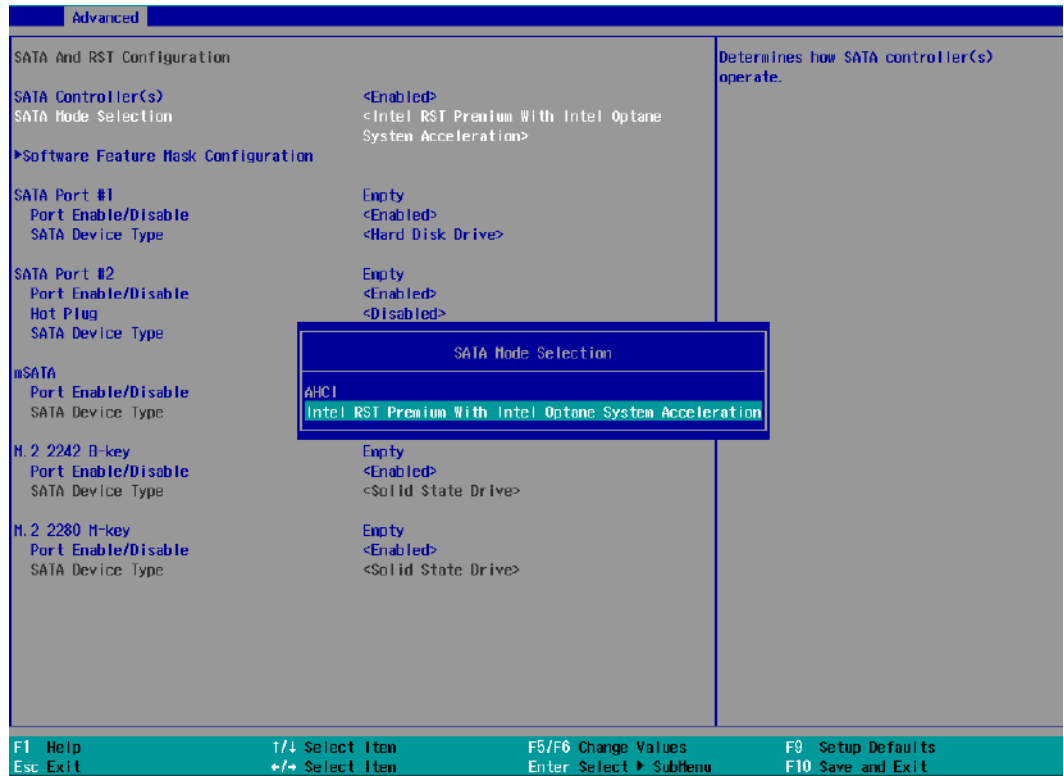 Advanced
SATA And RST Configuration
Determines how SATA controller(s)
operate.
SATA Controller(s) <Enabled>
SATA Mode Selection <Intel RST Premium With Intel Optane
System Acceleration>
▶Software Feature Mask Configuration
SATA Port #1 Empty
Port Enable/Disable <Enabled>
SATA Device Type <Hard Disk Drive>
SATA Port #2 Empty
Port Enable/Disable <Enabled>
Hot Plug <Disabled>
SATA Device Type
SATA Mode Selection
AHCI
Intel RST Premium With Intel Optane System Acceleration
mSATA
Port Enable/Disable
SATA Device Type
M.2 2242 B-key Empty
Port Enable/Disable <Enabled>
SATA Device Type <Solid State Drive>
M.2 2280 M-key Empty
Port Enable/Disable <Enabled>
SATA Device Type <Solid State Drive>
F1 Help ↑/↓ Select Item F5/F6 Change Values F9 Setup Defaults
Esc Exit ←/→ Select Item Enter Select ▶ SubMenu F10 Save and Exit